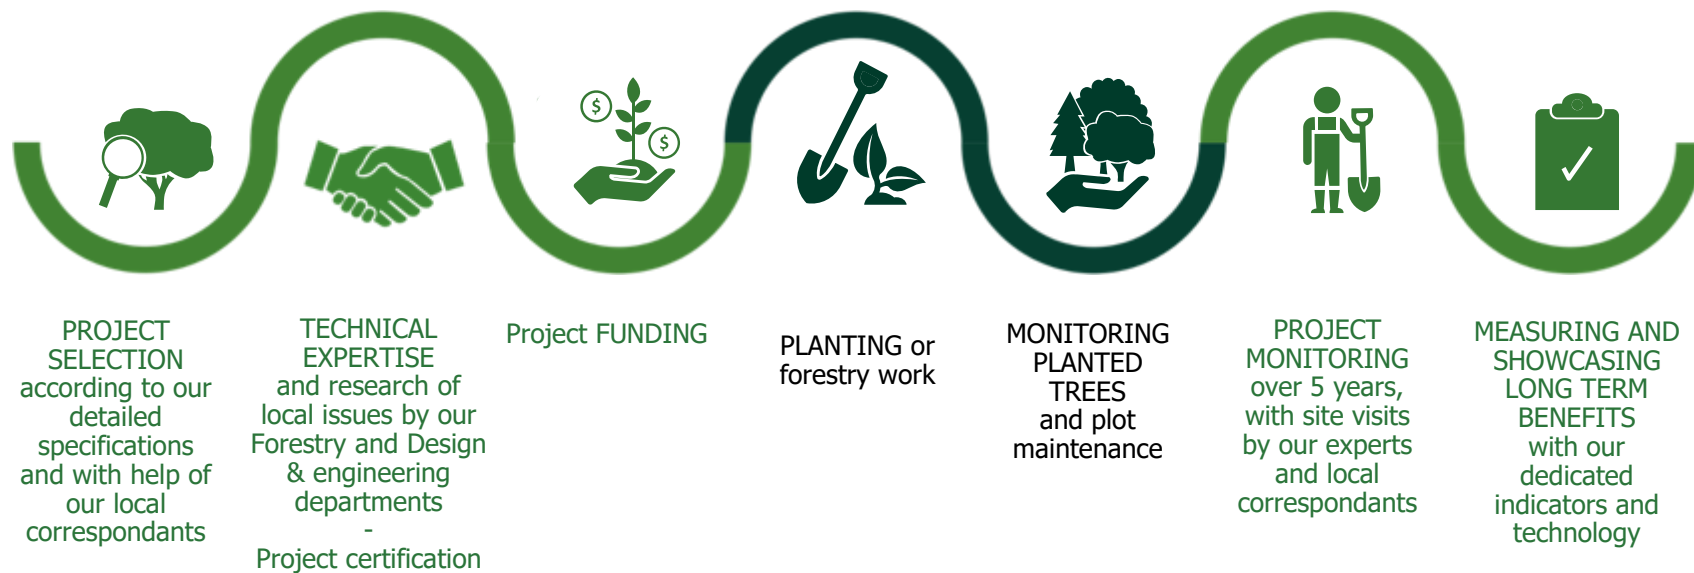 PROJECT
SELECTION
according to our
detailed
specifications
and with help of
our local
correspondants
TECHNICAL
EXPERTISE
and research of
local issues by our
Forestry and Design
& engineering
departments
-
Project certification
Project FUNDING
PLANTING or
forestry work
MONITORING
PLANTED
TREES
and plot
maintenance
PROJECT
MONITORING
over 5 years,
with site visits
by our experts
and local
correspondants
MEASURING AND
SHOWCASING
LONG TERM
BENEFITS
with our
dedicated
indicators and
technology
$
$